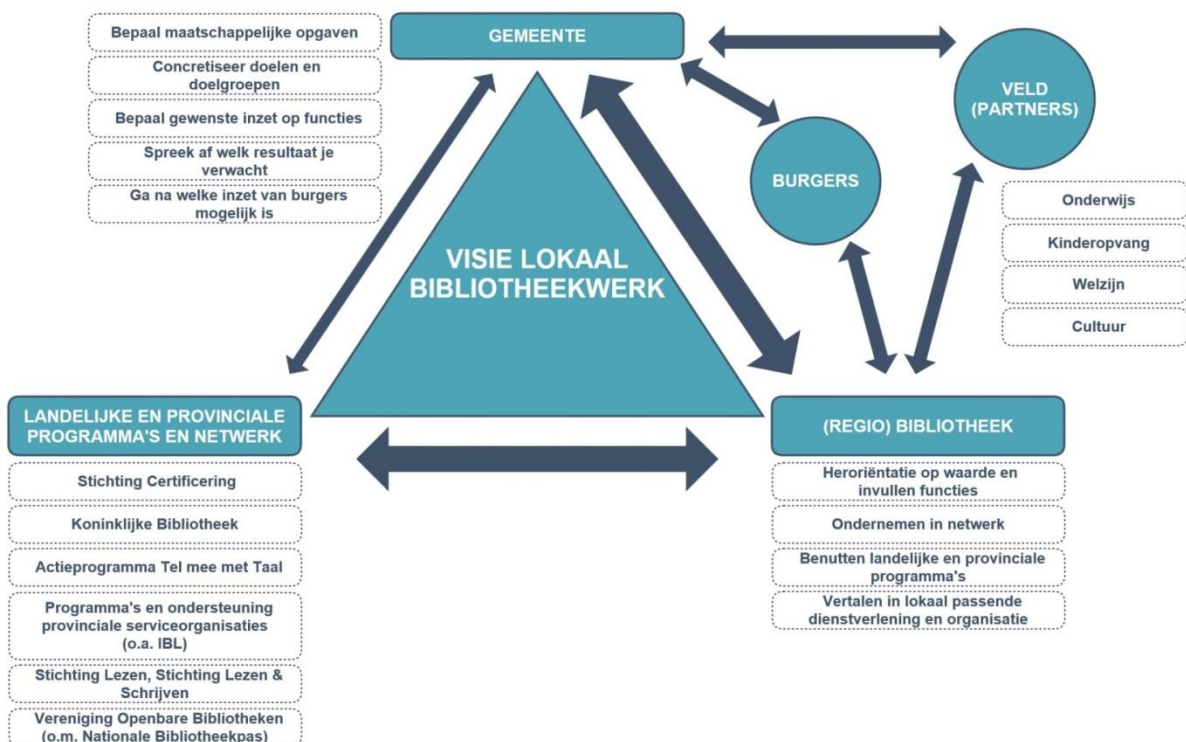 Bepaal maatschappelijke opgaven
Concretiseer doelen en
doelgroepen
Bepaal gewenste inzet op functies
Spreek af welk resultaat je
verwacht
Ga na welke inzet van burgers
mogelijk is
GEMEENTE
VELD
(PARTNERS)
BURGERS
Onderwijs
Kinderopvang
Welzijn
Cultuur
VISIE LOKAAL
BIBLIOTHEEKWERK
LANDELIJKE EN PROVINCIALE
PROGRAMMA'S EN NETWERK
Stichting Certificering
Koninklijke Bibliotheek
Actieprogramma Tel mee met Taal
Programma's en ondersteuning
provinciale serviceorganisaties
(o.a. IBL)
Stichting Lezen, Stichting Lezen &
Schrijven
Vereniging Openbare Bibliotheken
(o.m. Nationale Bibliotheekpas)
(REGIO) BIBLIOTHEEK
Heroriëntatie op waarde en
invullen functies
Ondernemen in netwerk
Benutten landelijke en provinciale
programma's
Vertalen in lokaal passende
dienstverlening en organisatie